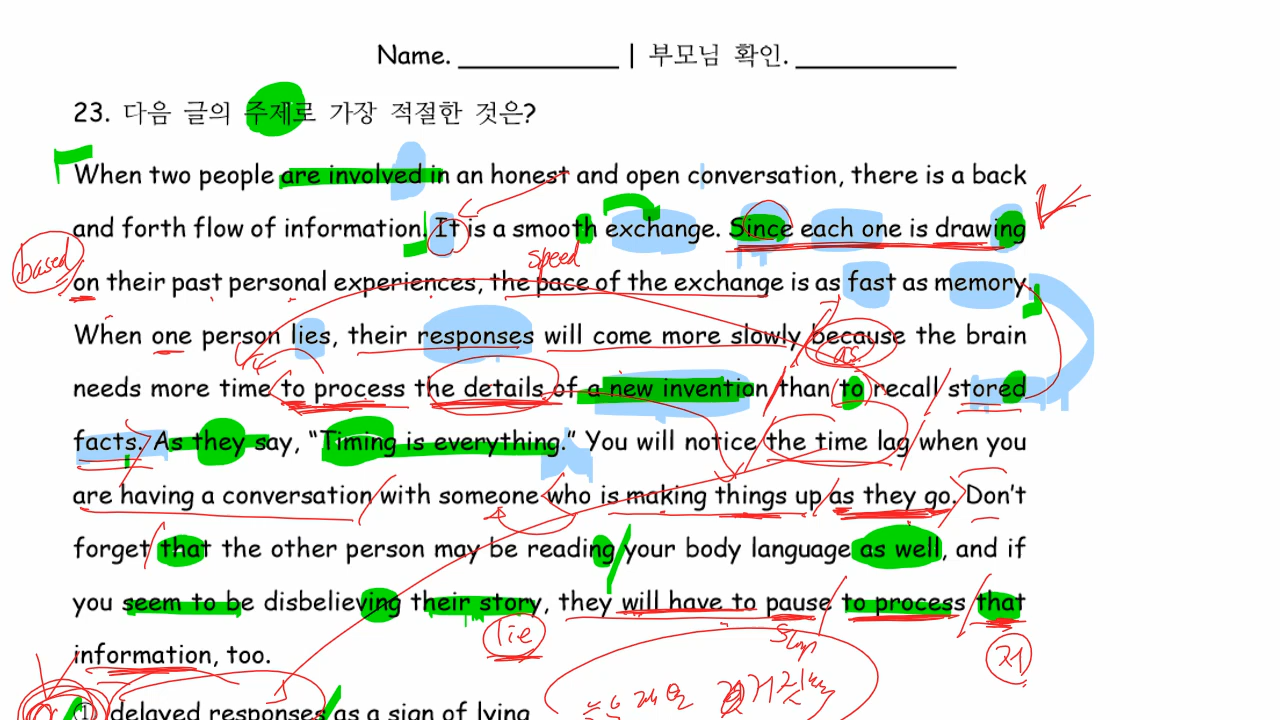 Name. ____________ | 부모님 확인. ____________
23. 다음 글의 주제로 가장 적절한 것은?
When two people are involved in an honest and open conversation, there is a back
and forth flow of information. It is a smooth exchange. Since each one is drawing
based
speed
on their past personal experiences, the pace of the exchange is as fast as memory.
When one person lies, their responses will come more slowly because the brain
as
needs more time to process the details of a new invention than to recall stored
facts. As they say, “Timing is everything.” You will notice the time lag when you
are having a conversation with someone who is making things up as they go. Don’t
forget that the other person may be reading your body language as well, and if
you seem to be disbelieving their story, they will have to pause to process that
lie
Stop
저
information, too.
① delayed responses as a sign of lying